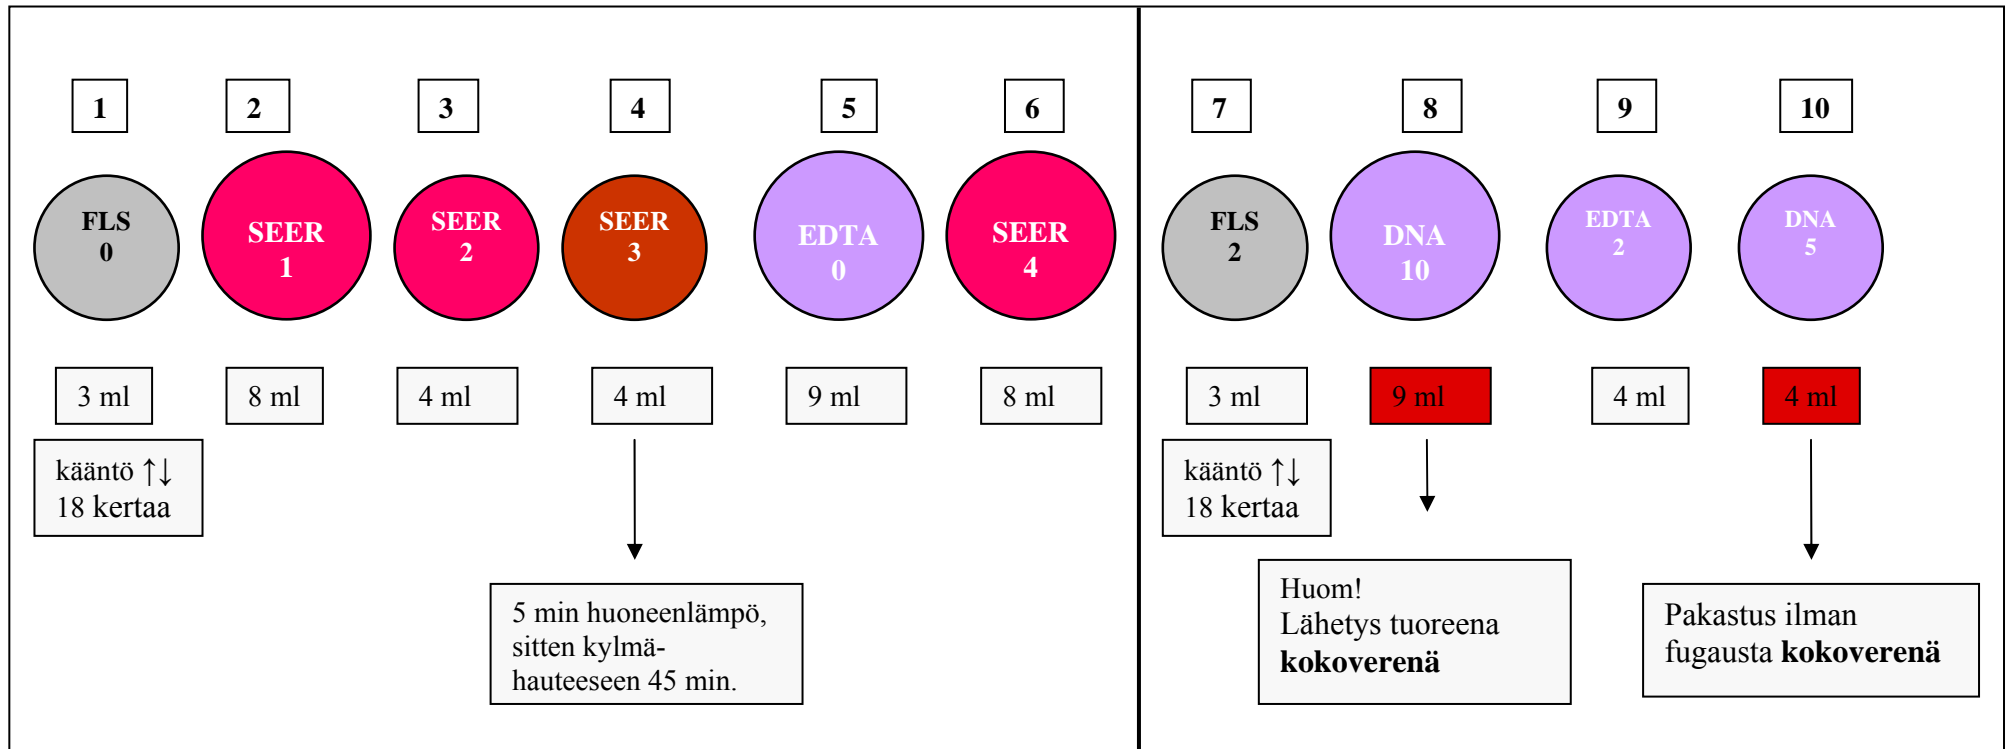 1 2 3 4 5 6 7 8 9 10
FLS
0
SEER
1
SEER
2
SEER
3
EDTA
0
SEER
4
FLS
2
DNA
10
EDTA
2
DNA
5
3 ml 8 ml 4 ml 4 ml 9 ml 8 ml 3 ml 9 ml 4 ml 4 ml
kääntö ↑↓
18 kertaa
5 min huoneenlämpö,
sitten kylmä-
hauteeseen 45 min.
kääntö ↑↓
18 kertaa
Huom!
Lähetys tuoreena
kokoverenä
Pakastus ilman
fugausta kokoverenä